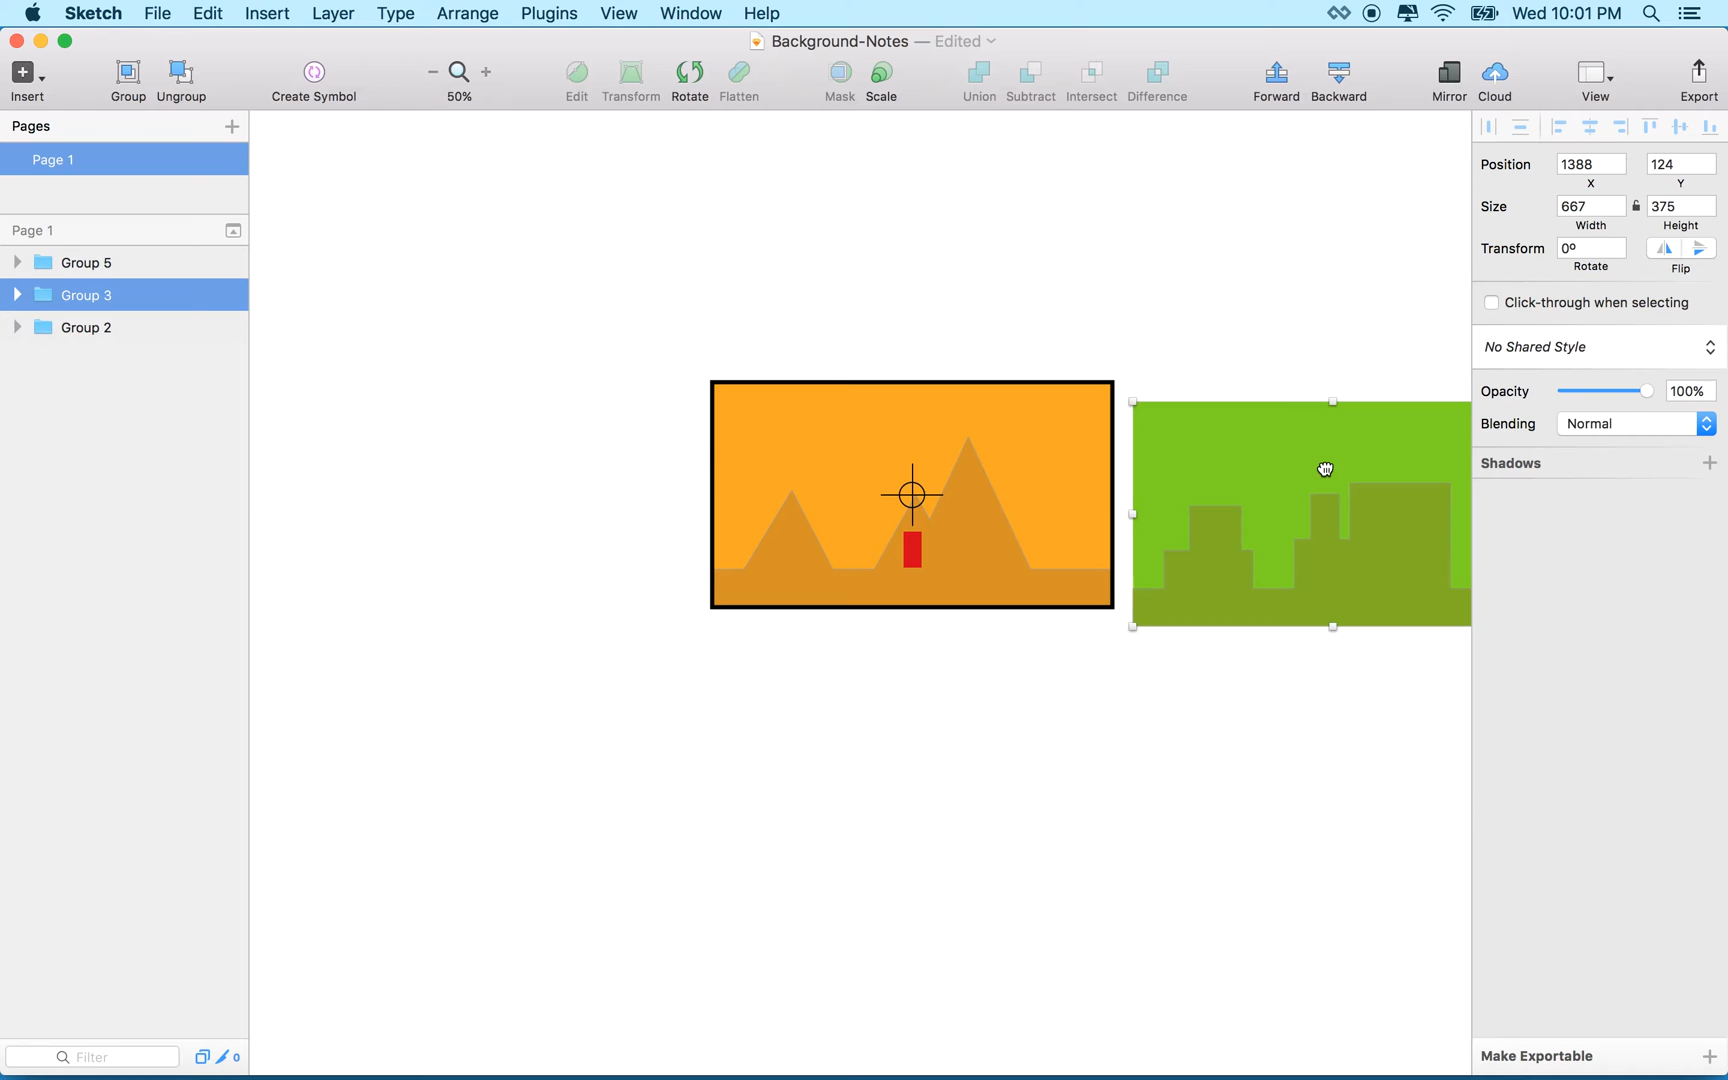 Sketch File Edit Insert Layer Type Arrange Plugins View Window Help Wed 10:01 PM
Background-Notes — Edited
Insert Group Ungroup Create Symbol 50% Edit Transform Rotate Flatten Mask Scale Union Subtract Intersect Difference Forward Backward Mirror Cloud View Export
Pages
Page 1
Page 1
Group 5
Group 3
Group 2
Filter
0
Position 1388 124
X Y
Size 667 375
Width Height
Transform 0º
Rotate Flip
Click-through when selecting
No Shared Style
Opacity 100%
Blending Normal
Shadows
Make Exportable